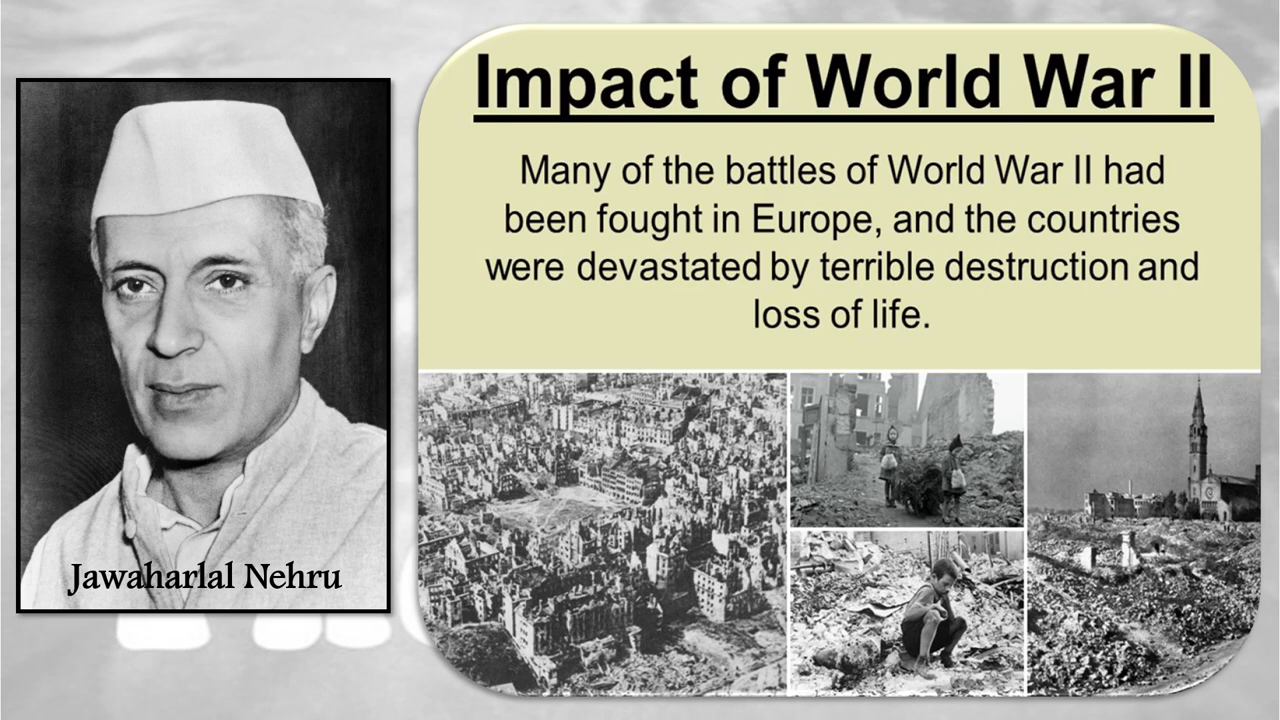 Jawaharlal Nehru
Impact of World War II
Many of the battles of World War II had
been fought in Europe, and the countries
were devastated by terrible destruction and
loss of life.